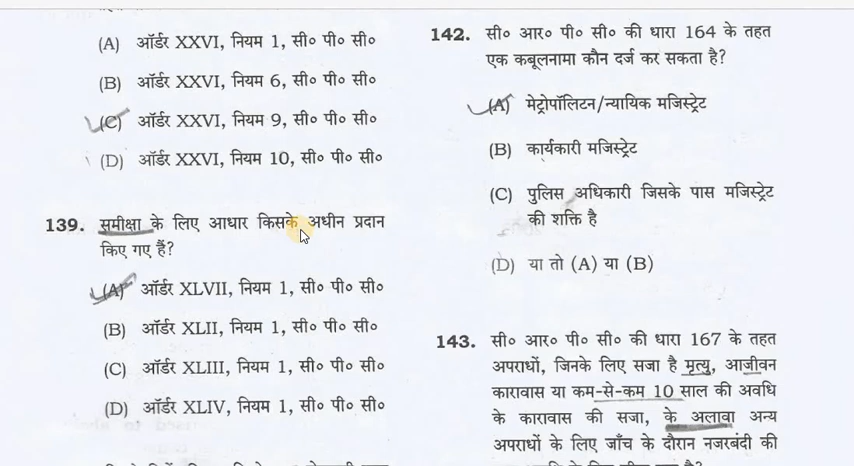 (A) ऑर्डर XXVI, नियम 1, सी० पी० सी०
(B) ऑर्डर XXVI, नियम 6, सी० पी० सी०
(C) ऑर्डर XXVI, नियम 9, सी० पी० सी०
(D) ऑर्डर XXVI, नियम 10, सी० पी० सी०
139. समीक्षा के लिए आधार किसके अधीन प्रदान
किए गए हैं?
(A) ऑर्डर XLVII, नियम 1, सी० पी० सी०
(B) ऑर्डर XLII, नियम 1, सी० पी० सी०
(C) ऑर्डर XLIII, नियम 1, सी० पी० सी०
(D) ऑर्डर XLIV, नियम 1, सी० पी० सी०
142. सी० आर० पी० सी० की धारा 164 के तहत
एक कबूलनामा कौन दर्ज कर सकता है?
(A) मेट्रोपॉलिटन/न्यायिक मजिस्ट्रेट
(B) कार्यकारी मजिस्ट्रेट
(C) पुलिस अधिकारी जिसके पास मजिस्ट्रेट
की शक्ति है
(D) या तो (A) या (B)
143. सी० आर० पी० सी० की धारा 167 के तहत
अपराधों, जिनके लिए सजा है मृत्यु, आजीवन
कारावास या कम-से-कम 10 साल की अवधि
के कारावास की सजा, के अलावा अन्य
अपराधों के लिए जाँच के दौरान नजरबंदी की